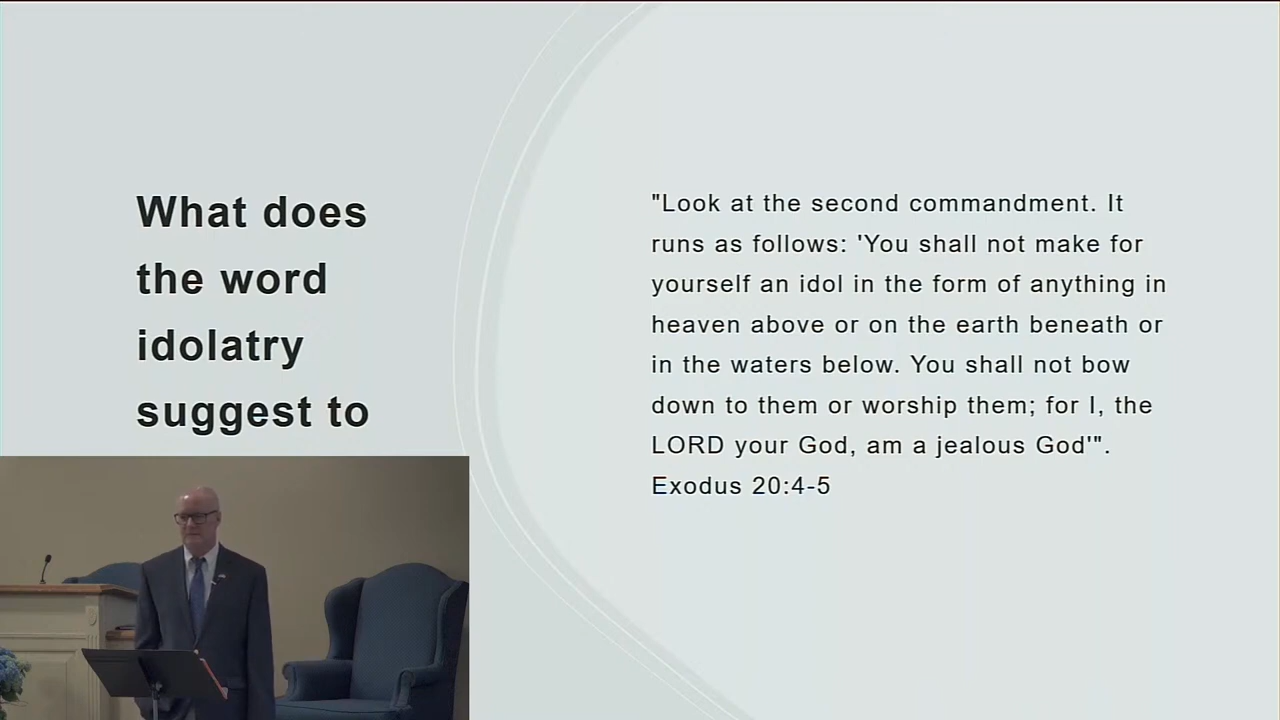 What does
the word
idolatry
suggest to
"Look at the second commandment. It
runs as follows: 'You shall not make for
yourself an idol in the form of anything in
heaven above or on the earth beneath or
in the waters below. You shall not bow
down to them or worship them; for I, the
LORD your God, am a jealous God'".
Exodus 20:4-5